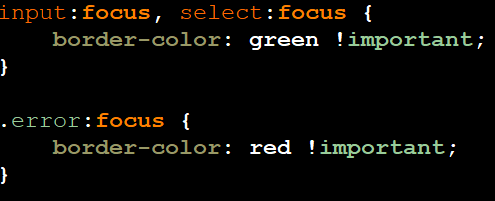 input:focus, select:focus {
    border-color: green !important;
}

.error:focus {
    border-color: red !important;
}